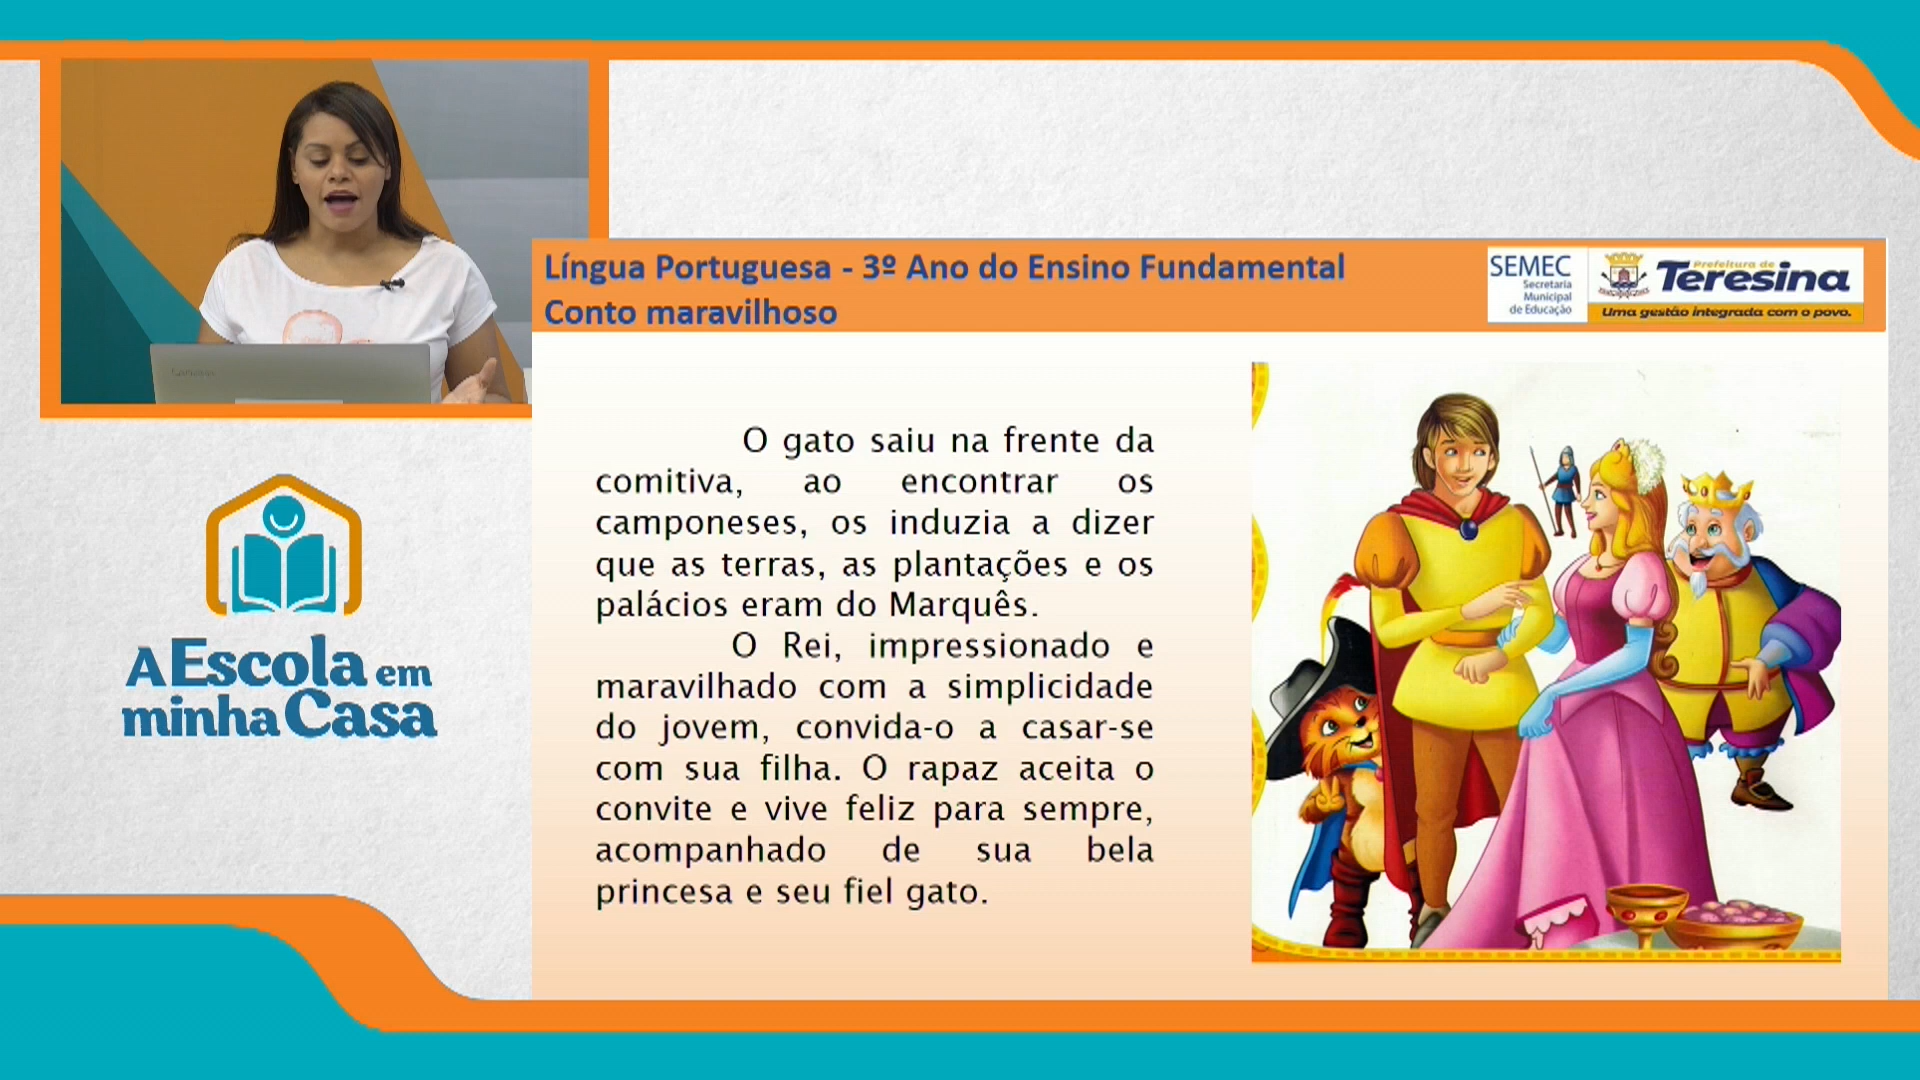 Língua Portuguesa - 3º Ano do Ensino Fundamental
Conto maravilhoso
SEMEC
Secretaria
Municipal
de Educação
Prefeitura de
Teresina
Uma gestão integrada com o povo.
Lenovo
O gato saiu na frente da
comitiva, ao encontrar os
camponeses, os induzia a dizer
que as terras, as plantações e os
palácios eram do Marquês.
O Rei, impressionado e
maravilhado com a simplicidade
do jovem, convida-o a casar-se
com sua filha. O rapaz aceita o
convite e vive feliz para sempre,
acompanhado de sua bela
princesa e seu fiel gato.
A Escola em
minha Casa